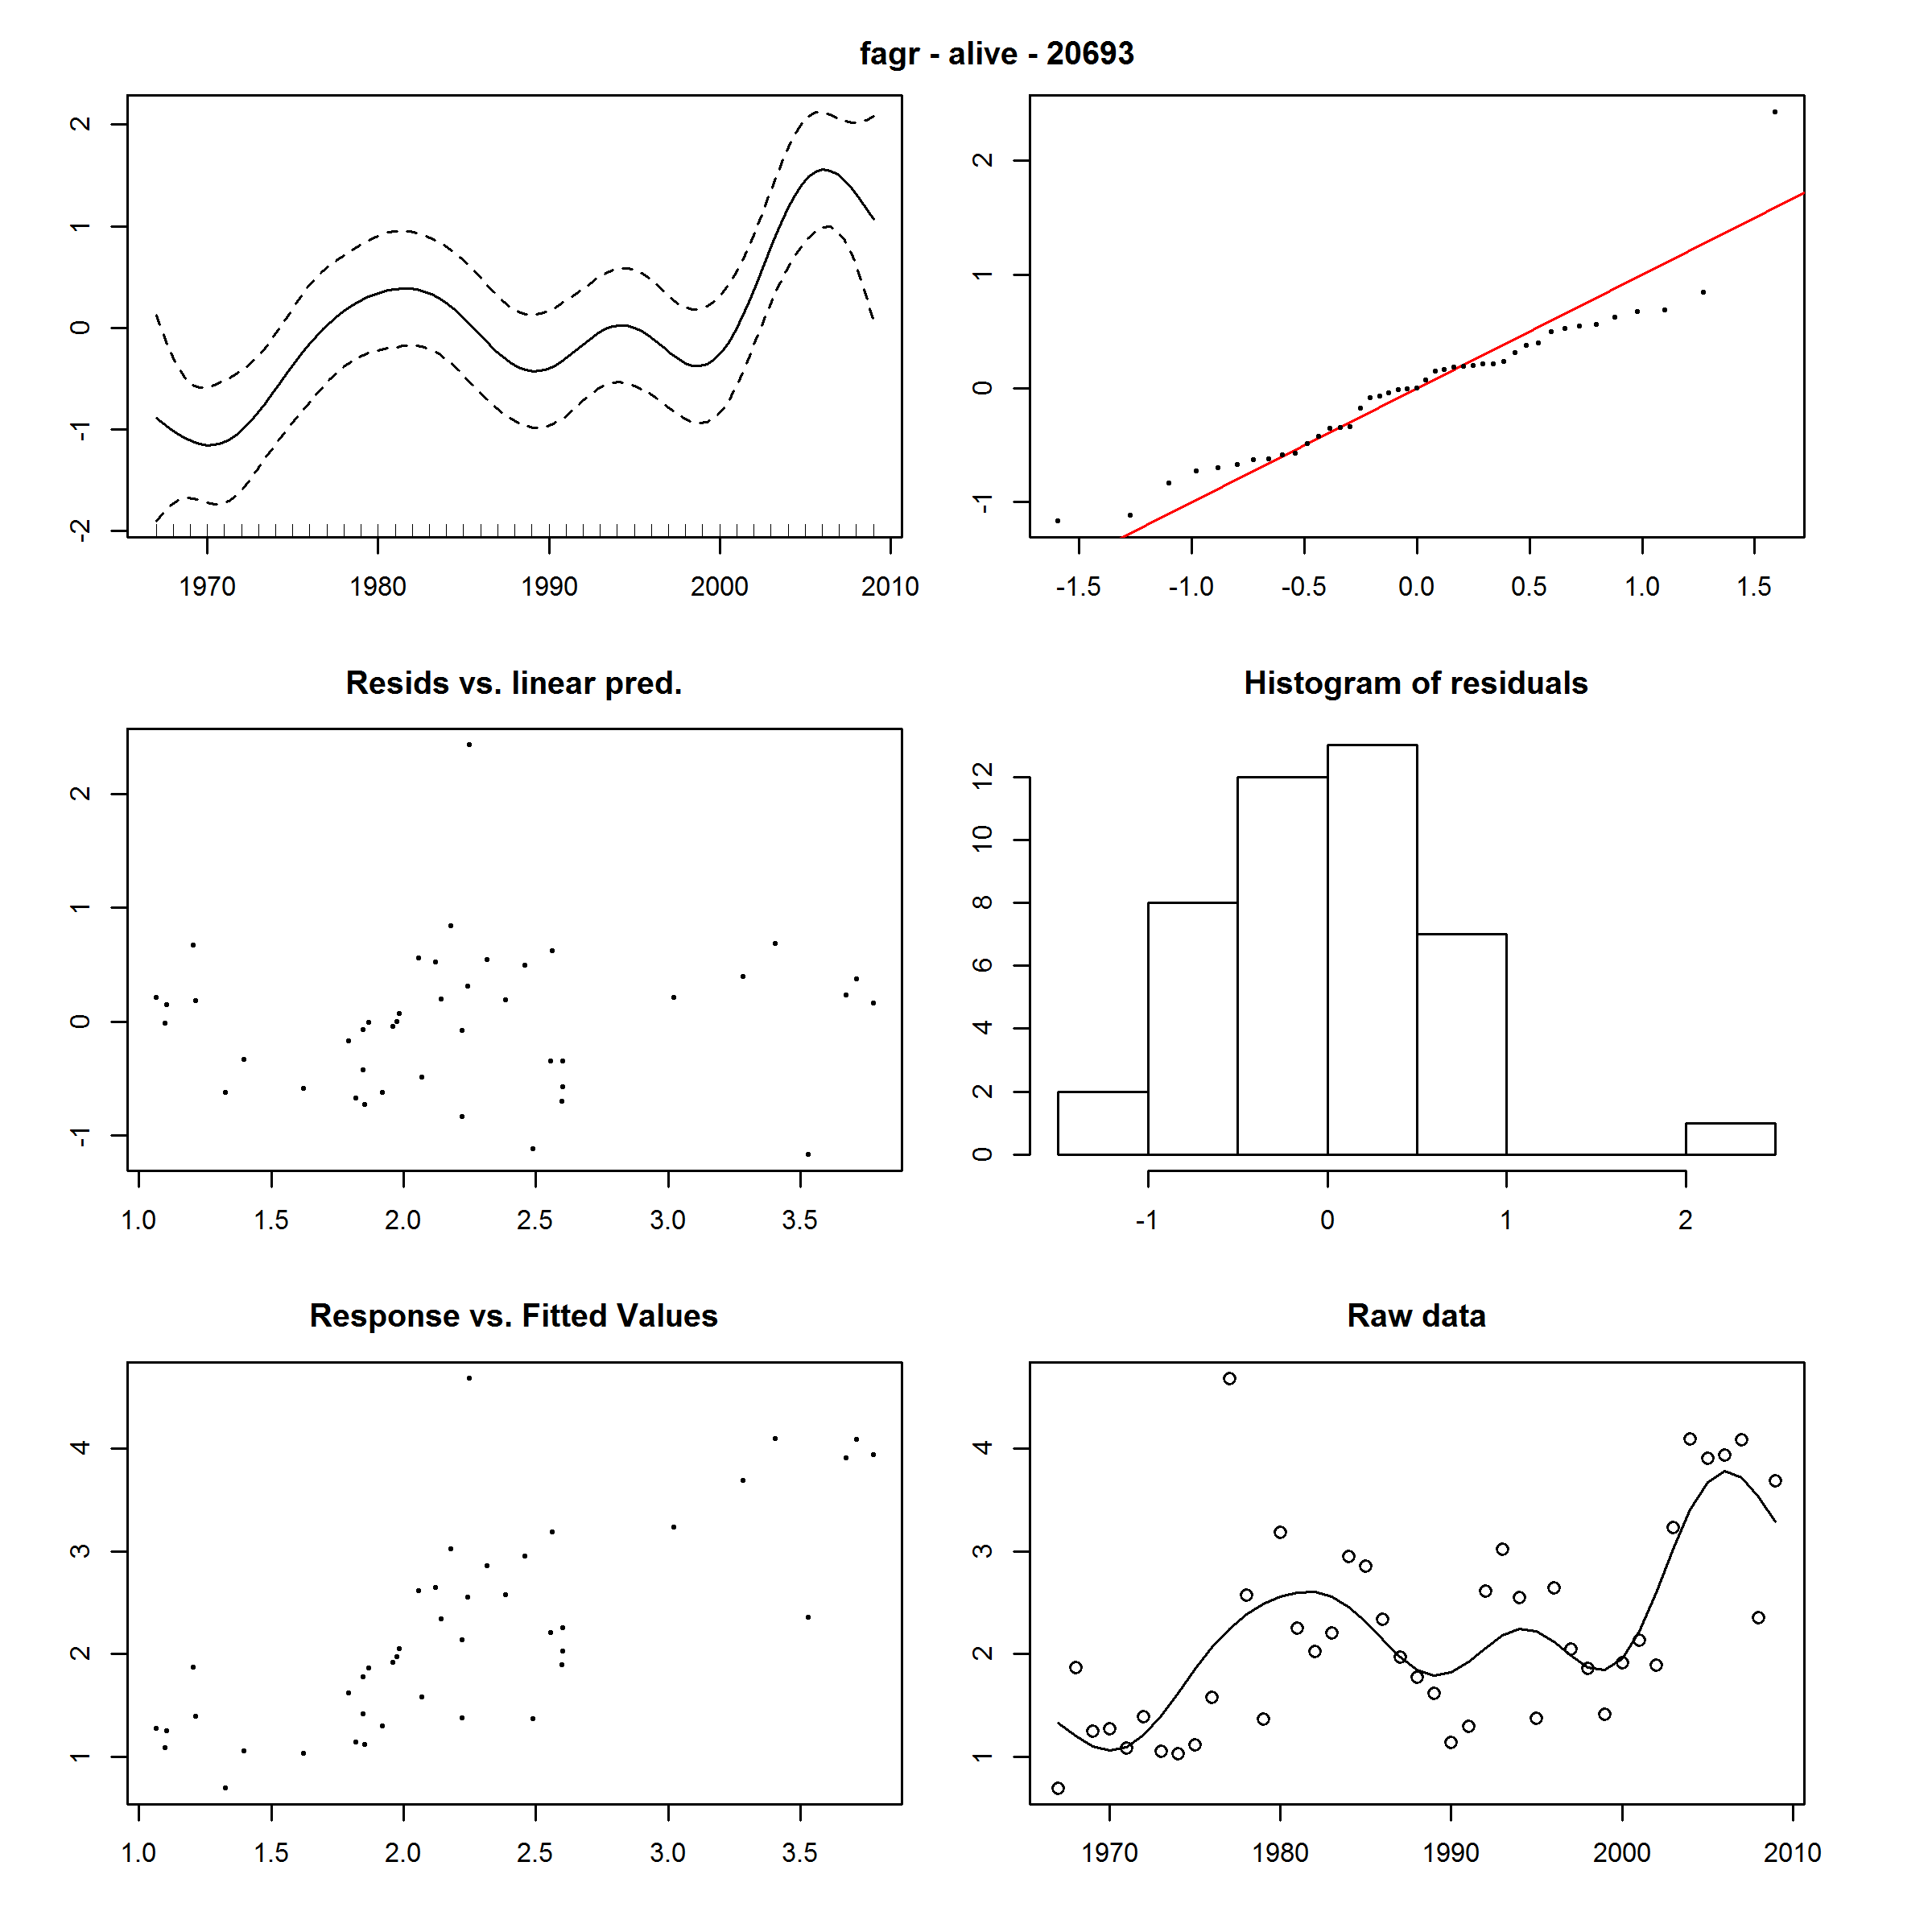 fagr - alive - 20693
2
1
0
-1
-2
1970 1980 1990 2000 2010
2
1
0
-1
-1.5 -1.0 -0.5 0.0 0.5 1.0 1.5
Resids vs. linear pred.
2
1
0
-1
1.0 1.5 2.0 2.5 3.0 3.5
Histogram of residuals
12
10
8
6
4
2
0
-1 0 1 2
Response vs. Fitted Values
4
3
2
1
1.0 1.5 2.0 2.5 3.0 3.5
Raw data
4
3
2
1
1970 1980 1990 2000 2010